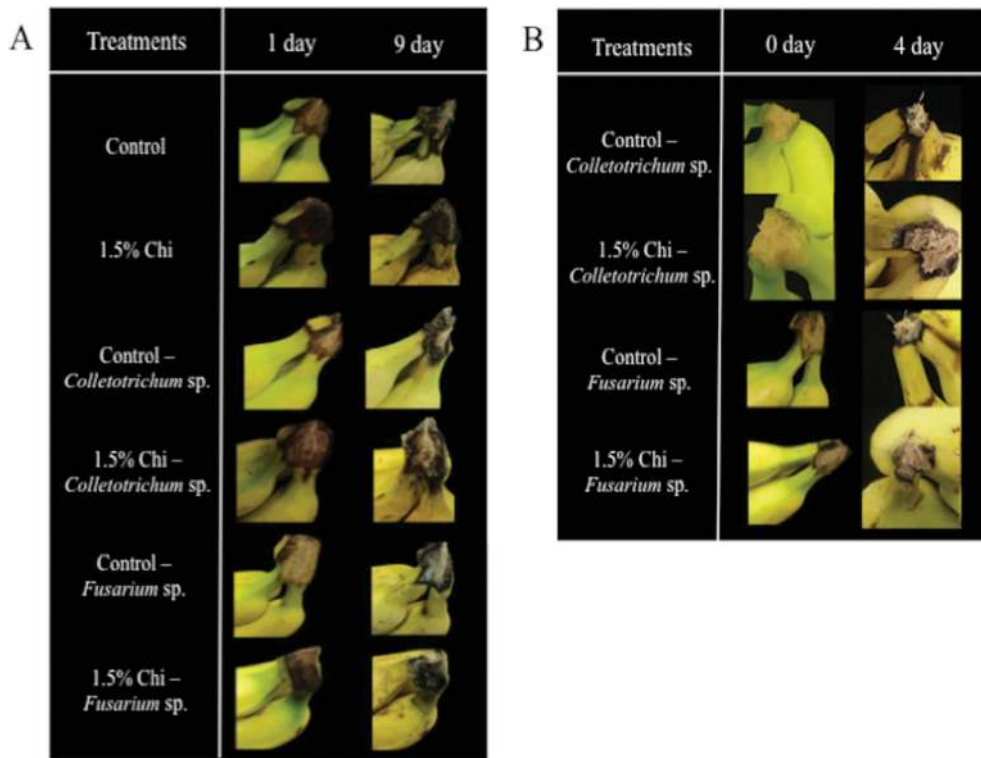 A
Treatments 1 day 9 day
Control
1.5% Chi
Control –
Colletotrichum sp.
1.5% Chi –
Colletotrichum sp.
Control –
Fusarium sp.
1.5% Chi –
Fusarium sp.
B
Treatments 0 day 4 day
Control –
Colletotrichum sp.
1.5% Chi –
Colletotrichum sp.
Control –
Fusarium sp.
1.5% Chi –
Fusarium sp.